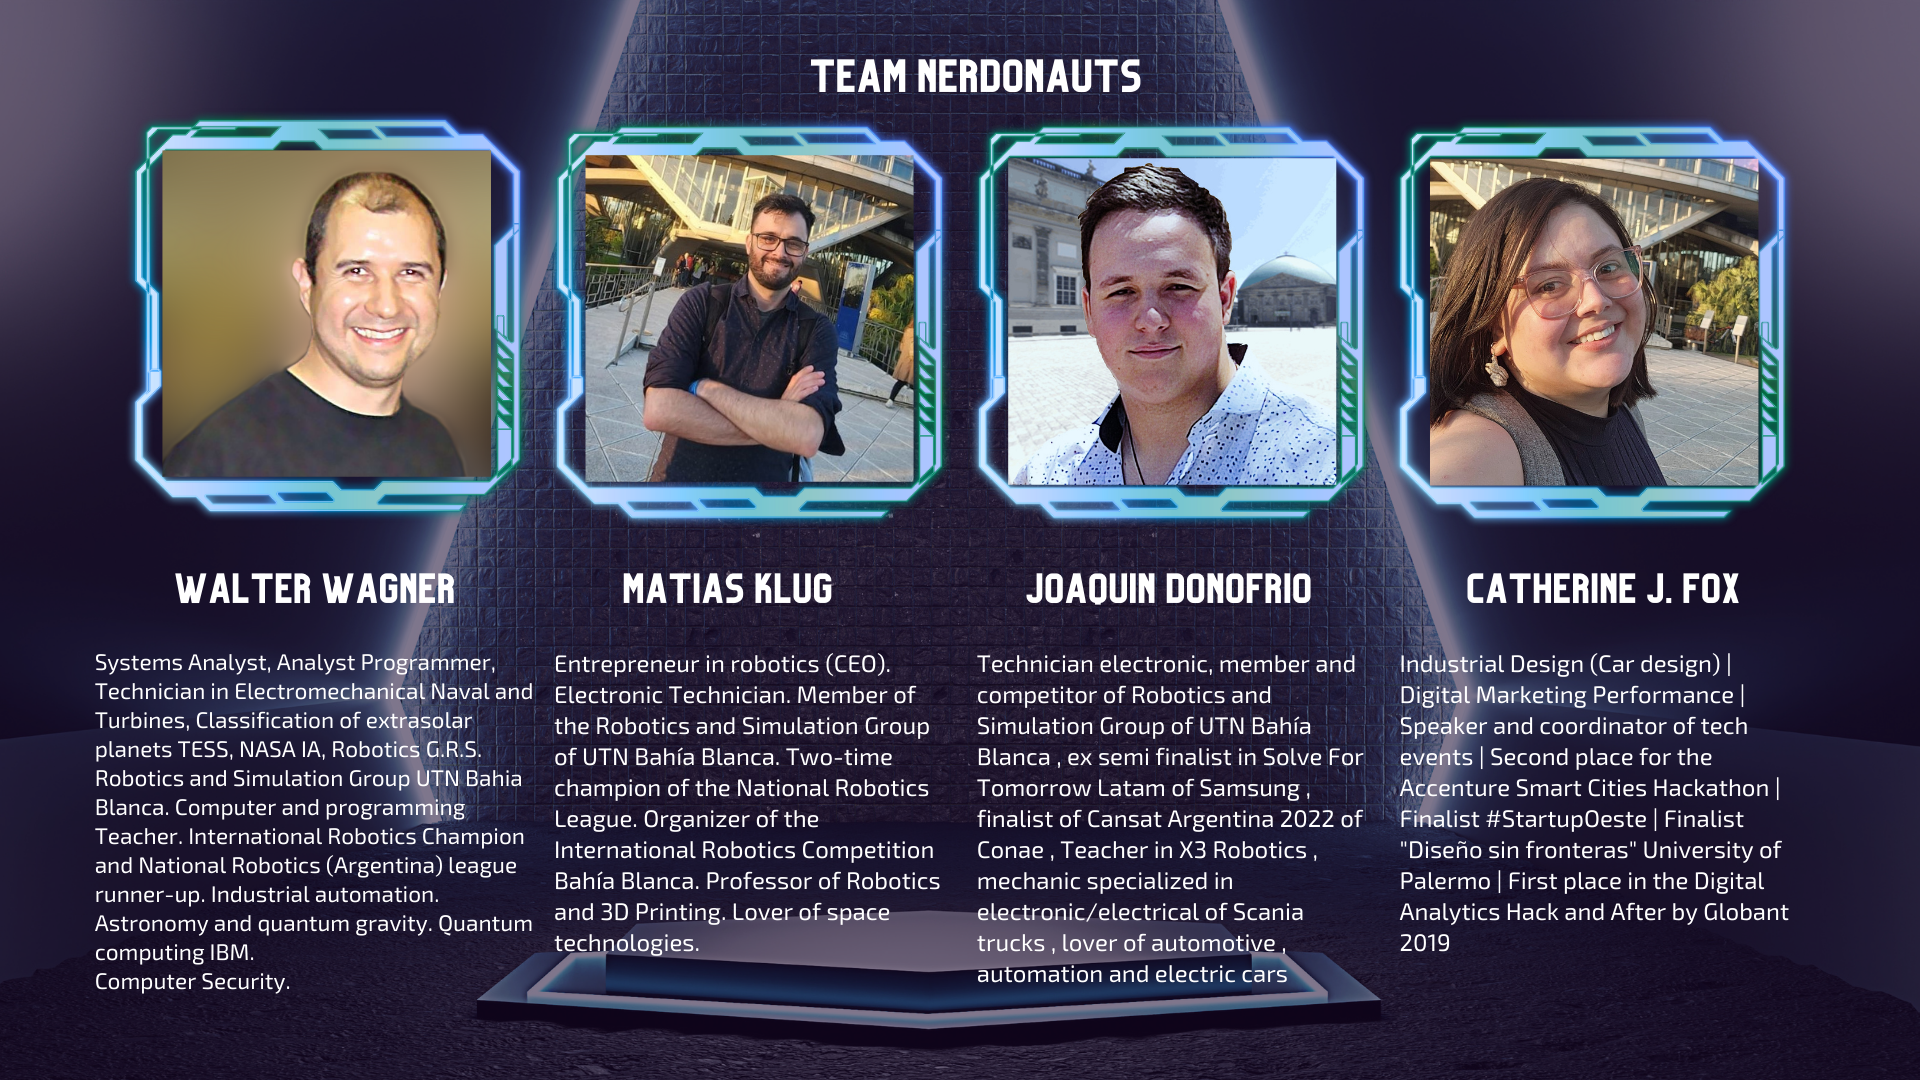 TEAM NERDONAUTS
WALTER WAGNER
Systems Analyst, Analyst Programmer,
Technician in Electromechanical Naval and
Turbines, Classification of extrasolar
planets TESS, NASA IA, Robotics G.R.S.
Robotics and Simulation Group UTN Bahia
Blanca. Computer and programming
Teacher. International Robotics Champion
and National Robotics (Argentina) league
runner-up. Industrial automation.
Astronomy and quantum gravity. Quantum
computing IBM.
Computer Security.
MATIAS KLUG
Entrepreneur in robotics (CEO).
Electronic Technician. Member of
the Robotics and Simulation Group
of UTN Bahía Blanca. Two-time
champion of the National Robotics
League. Organizer of the
International Robotics Competition
Bahía Blanca. Professor of Robotics
and 3D Printing. Lover of space
technologies.
JOAQUIN DONOFRIO
Technician electronic, member and
competitor of Robotics and
Simulation Group of UTN Bahía
Blanca , ex semi finalist in Solve For
Tomorrow Latam of Samsung ,
finalist of Cansat Argentina 2022 of
Conae , Teacher in X3 Robotics ,
mechanic specialized in
electronic/electrical of Scania
trucks , lover of automotive ,
automation and electric cars
CATHERINE J. FOX
Industrial Design (Car design) |
Digital Marketing Performance |
Speaker and coordinator of tech
events | Second place for the
Accenture Smart Cities Hackathon |
Finalist #StartupOeste | Finalist
"Diseño sin fronteras" University of
Palermo | First place in the Digital
Analytics Hack and After by Globant
2019